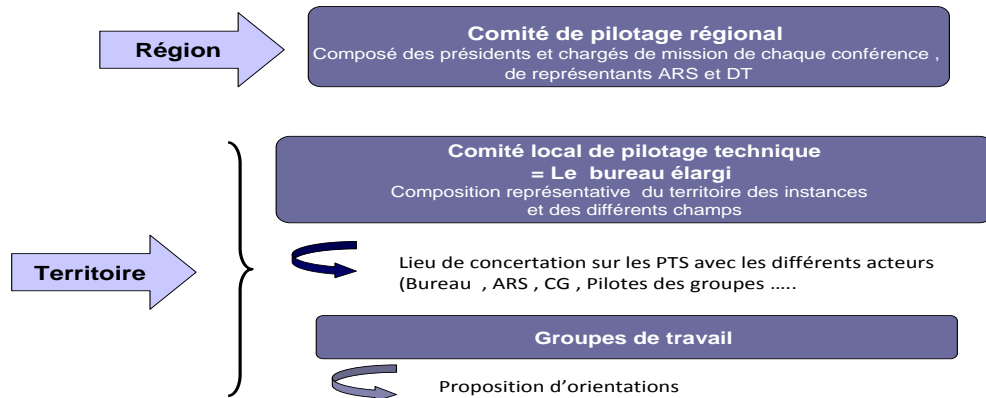 Région
Comité de pilotage régional
Composé des présidents et chargés de mission de chaque conférence ,
de représentants ARS et DT
Comité local de pilotage technique
= Le bureau élargi
Composition représentative du territoire des instances
et des différents champs
Territoire
Lieu de concertation sur les PTS avec les différents acteurs
(Bureau , ARS , CG , Pilotes des groupes …..
Groupes de travail
Proposition d’orientations